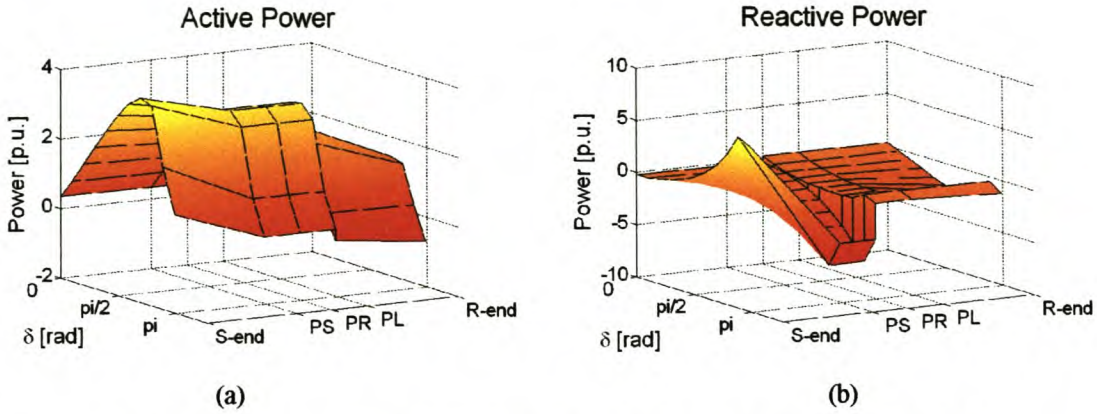 Active Power
4
2
0
-2
Power [p.u.]
0
pi/2
pi
δ [rad]
S-end
PS
PR
PL
R-end
(a)
Reactive Power
10
5
0
-5
-10
Power [p.u.]
0
pi/2
pi
δ [rad]
S-end
PS
PR
PL
R-end
(b)